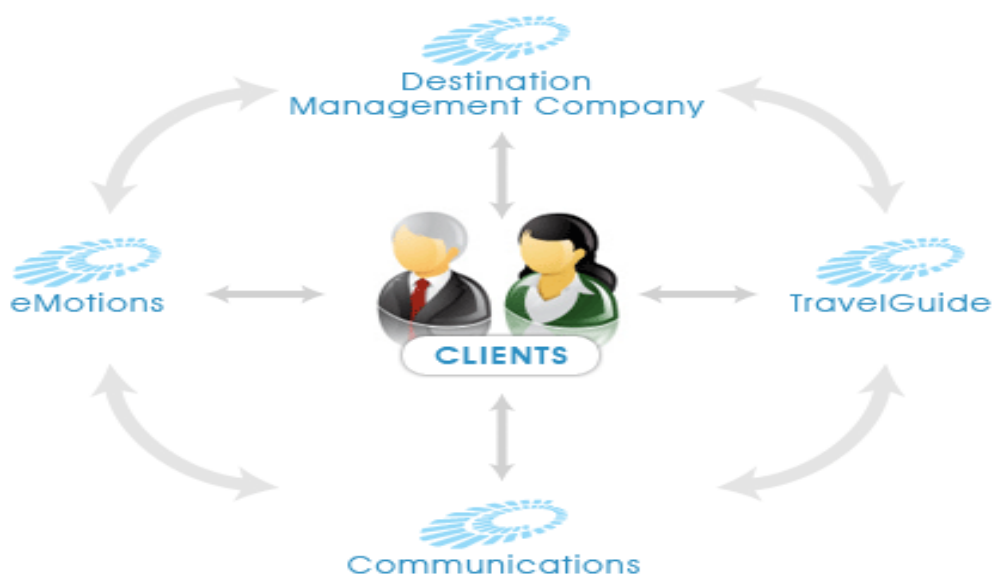 Destination
Management Company
eMotions
TravelGuide
CLIENTS
Communications